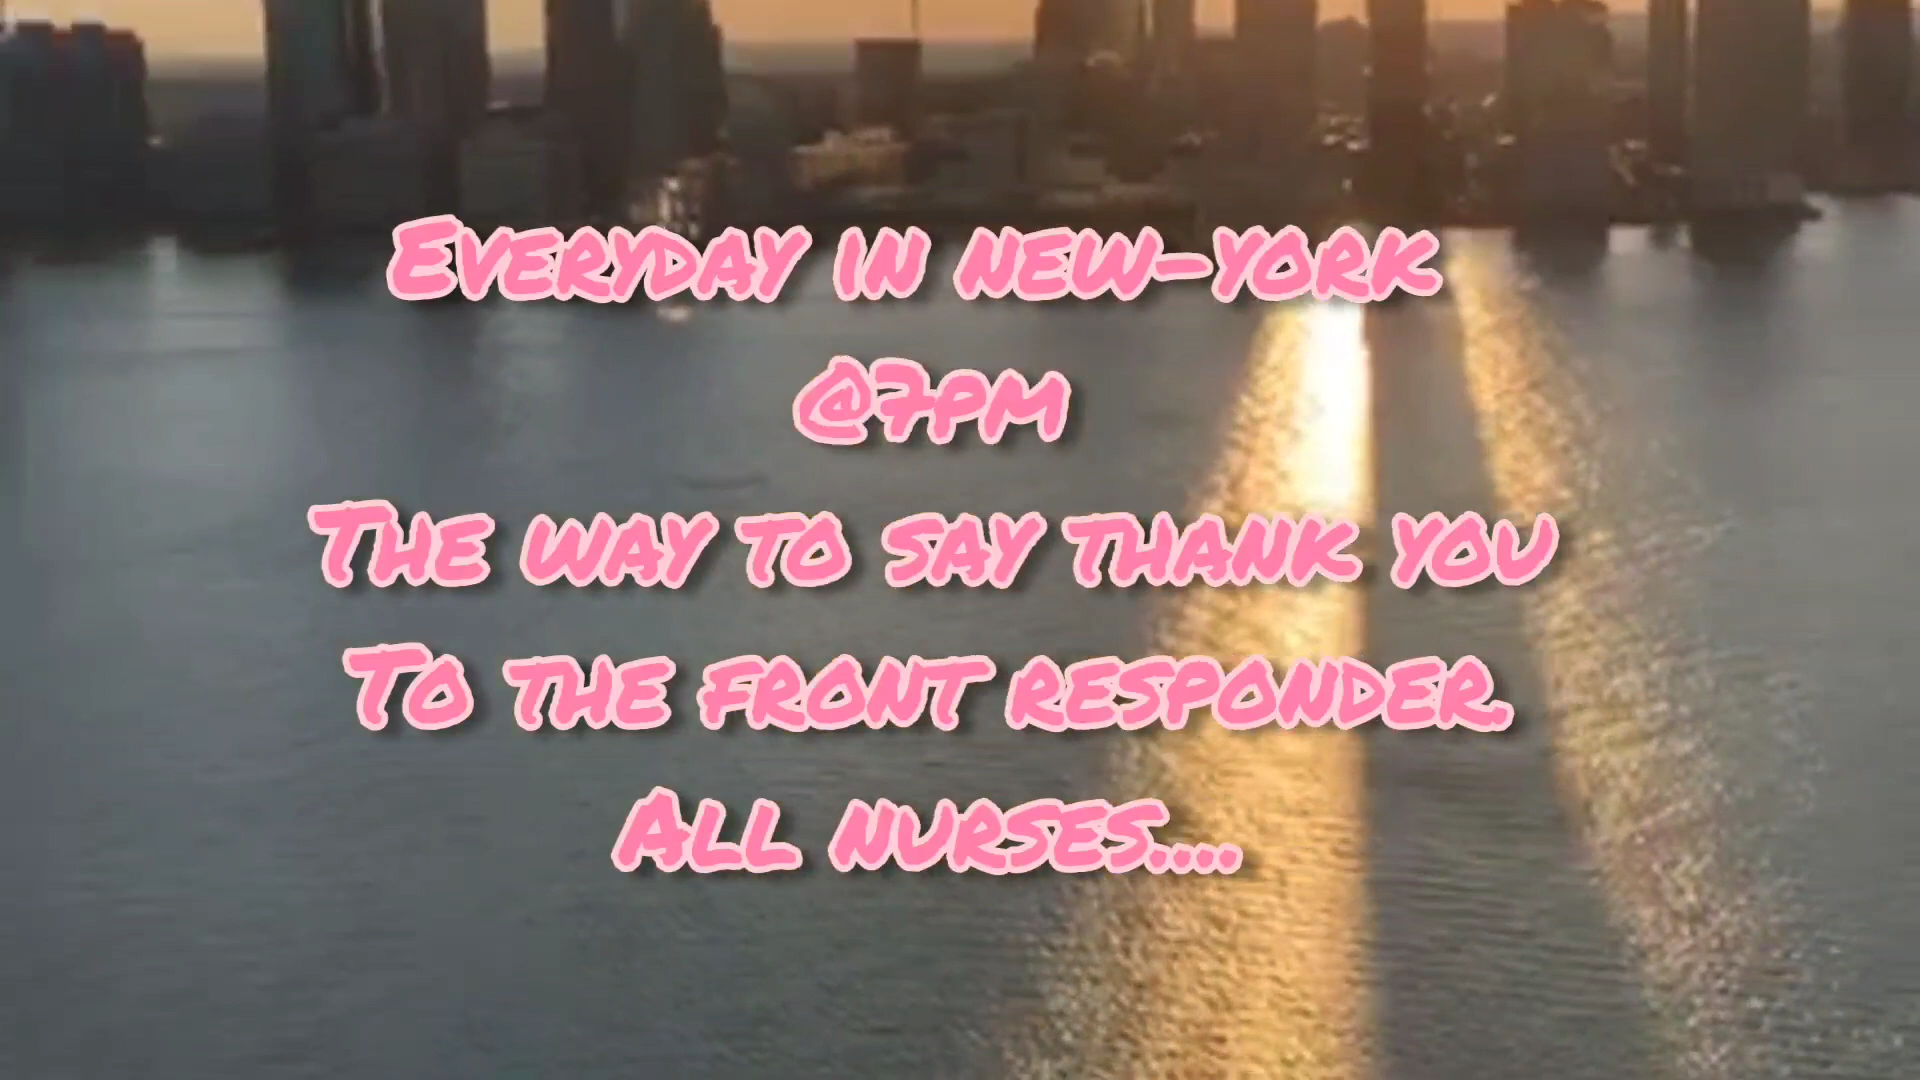 Everyday in new-york
@7pm
The way to say thank you
To the front responder.
All nurses....